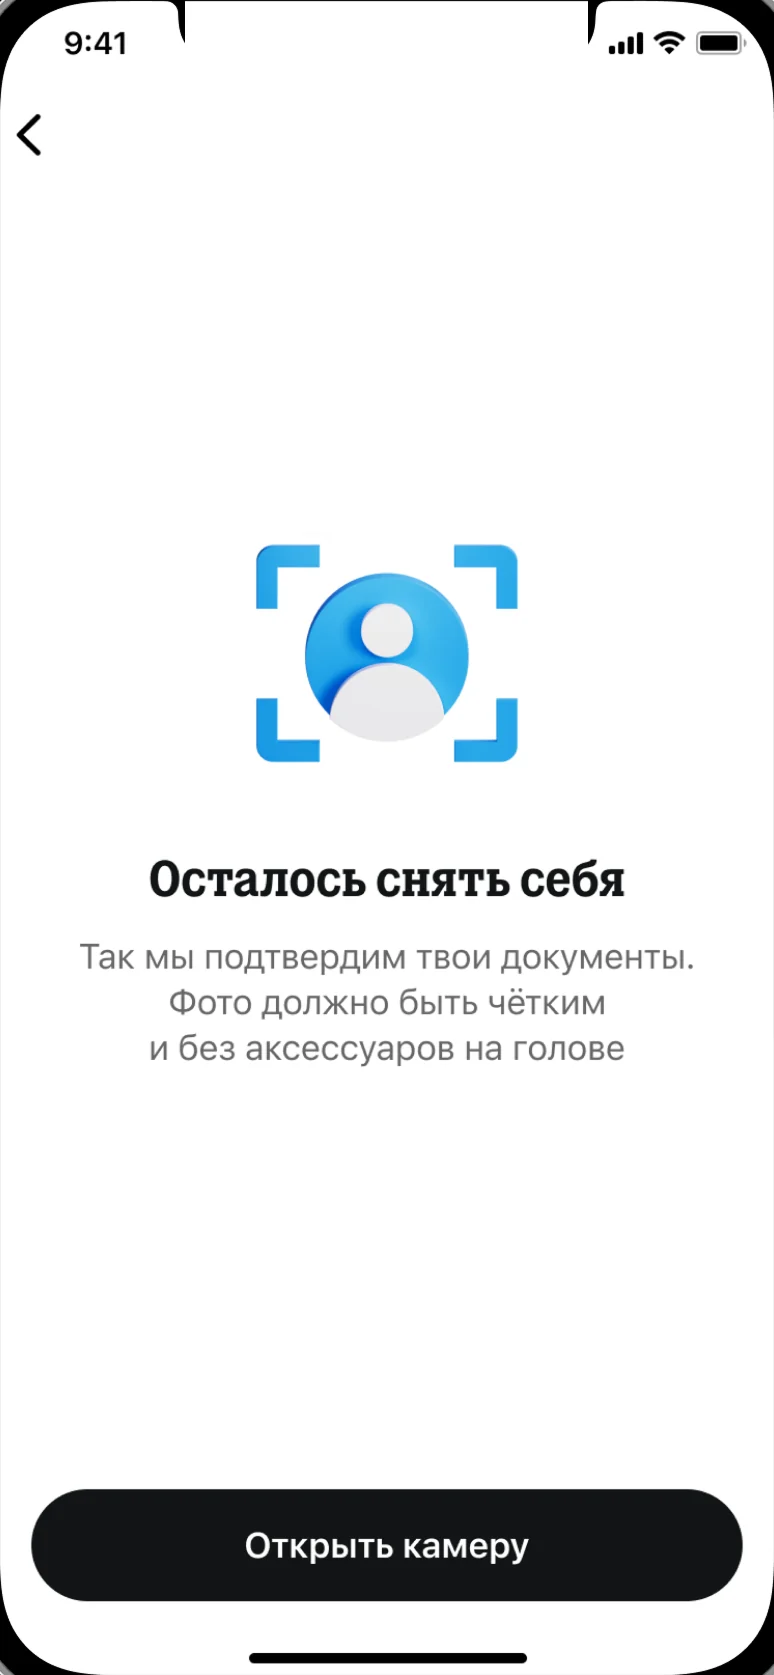 9:41
Осталось снять себя
Так мы подтвердим твои документы.
Фото должно быть чётким
и без аксессуаров на голове
Открыть камеру